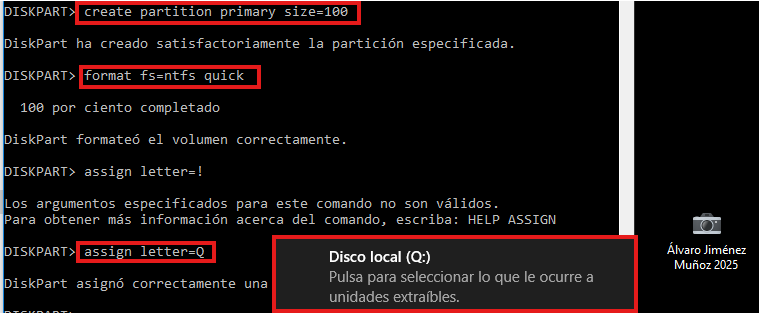 DISKPART> create partition primary size=100
DiskPart ha creado satisfactoriamente la partición especificada.
DISKPART> format fs=ntfs quick
100 por ciento completado
DiskPart formateó el volumen correctamente.
DISKPART> assign letter=!
Los argumentos especificados para este comando no son válidos.
Para obtener más información acerca del comando, escriba: HELP ASSIGN
DISKPART> assign letter=Q
DiskPart asignó correctamente una
DISKPART>
Disco local (Q:)
Pulsa para seleccionar lo que le ocurre a
unidades extraíbles.
Álvaro Jiménez
Muñoz 2025